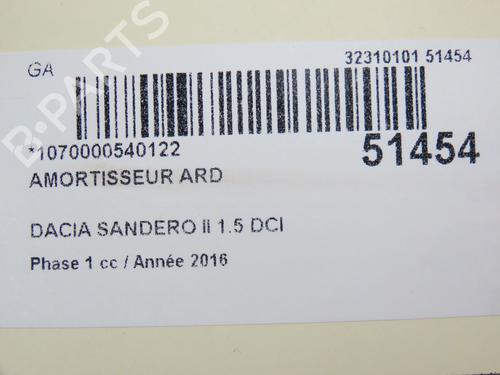 GA
32310101 51454
*1070000540122
51454
AMORTISSEUR ARD
DACIA SANDERO II 1.5 DCI
Phase 1 cc / Année 2016
B-PARTS